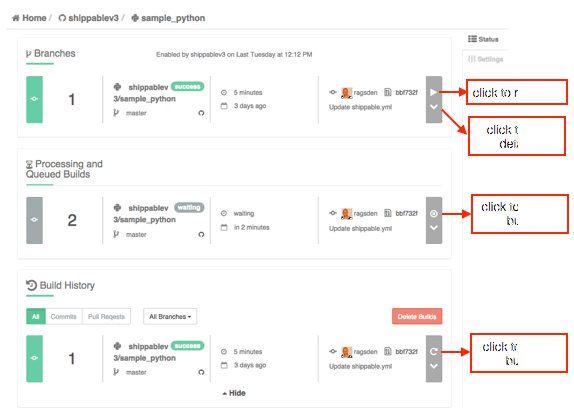 Home / shippablev3 / sample_python
Status
Settings
Branches
Enabled by shippablev3 on Last Tuesday at 12:12 PM
1
shippablev success
3/sample_python
master
5 minutes
3 days ago
ragsden bbf732f
Update shippable.yml
click to
click
Processing and
Queued Builds
2
shippablev waiting
3/sample_python
master
waiting
in 2 minutes
ragsden bbf732f
Update shippable.yml
click to
Build History
All Commits Pull Reqests
All Branches
Delete Builds
1
shippablev success
3/sample_python
master
5 minutes
3 days ago
ragsden bbf732f
Update shippable.yml
click
Hide